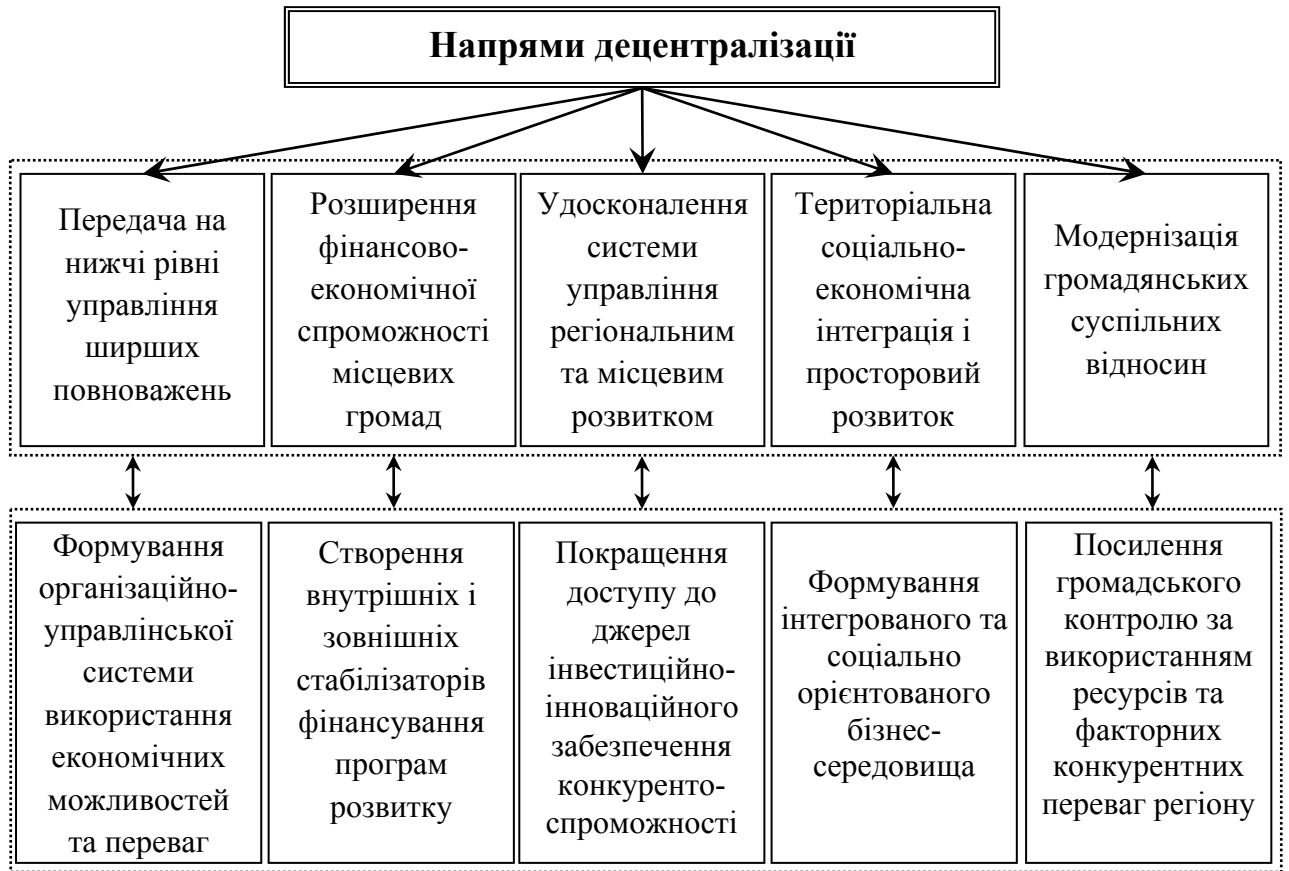 Напрями децентралізації
Передача на
нижчі рівні
управління
ширших
повноважень
Розширення
фінансово-
економічної
спроможності
місцевих
громад
Удосконалення
системи
управління
регіональним
та місцевим
розвитком
Територіальна
соціально-
економічна
інтеграція і
просторовий
розвиток
Модернізація
громадянських
суспільних
відносин
Формування
організаційно-
управлінської
системи
використання
економічних
можливостей
та переваг
Створення
внутрішніх і
зовнішніх
стабілізаторів
фінансування
програм
розвитку
Покращення
доступу до
джерел
інвестиційно-
інноваційного
забезпечення
конкуренто-
спроможності
Формування
інтегрованого та
соціально
орієнтованого
бізнес-
середовища
Посилення
громадського
контролю за
використанням
ресурсів та
факторних
конкурентних
переваг регіону